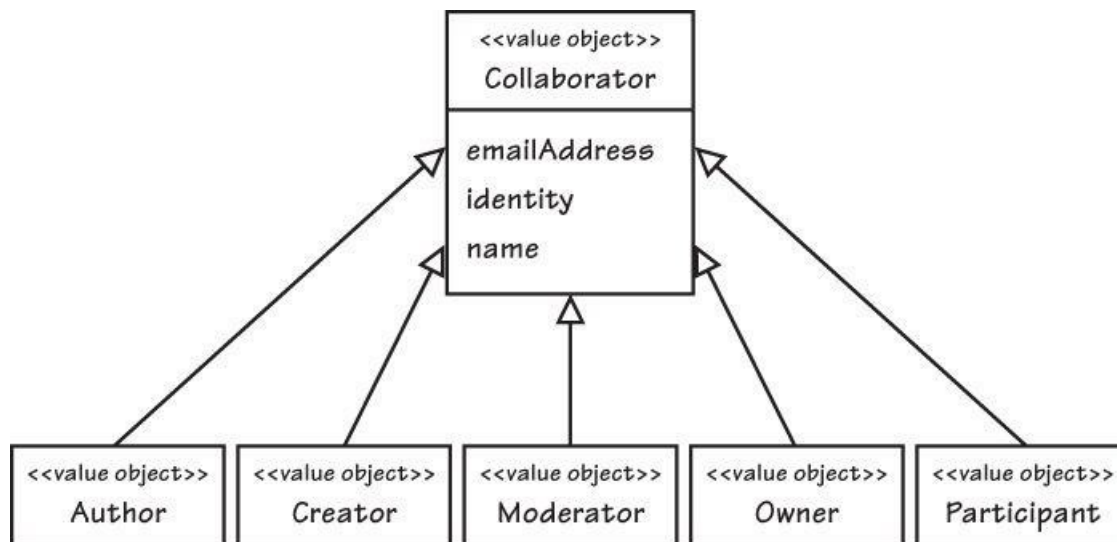 <<value object>>
Collaborator
emailAddress
identity
name
<<value object>>
Author
<<value object>>
Creator
<<value object>>
Moderator
<<value object>>
Owner
<<value object>>
Participant